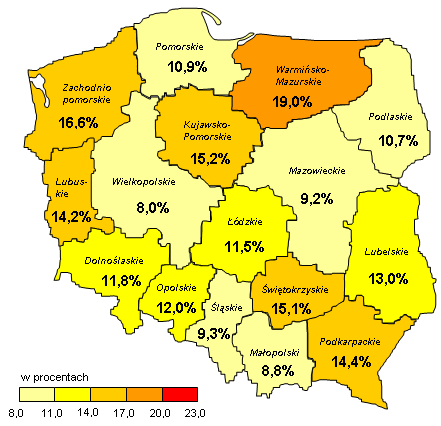 Pomorskie
10,9%
Warmińsko-
Mazurskie
19,0%
Zachodnio
pomorskie
16,6%
Kujawsko-
Pomorskie
15,2%
Podlaskie
10,7%
Lubus-
kie
14,2%
Wielkopolskie
8,0%
Mazowieckie
9,2%
Łódzkie
11,5%
Lubelskie
13,0%
Dolnośląskie
11,8%
Opolskie
12,0%
Śląskie
9,3%
Świętokrzyskie
15,1%
Małopolski
8,8%
Podkarpackie
14,4%
w procentach
8,0 11,0 14,0 17,0 20,0 23,0